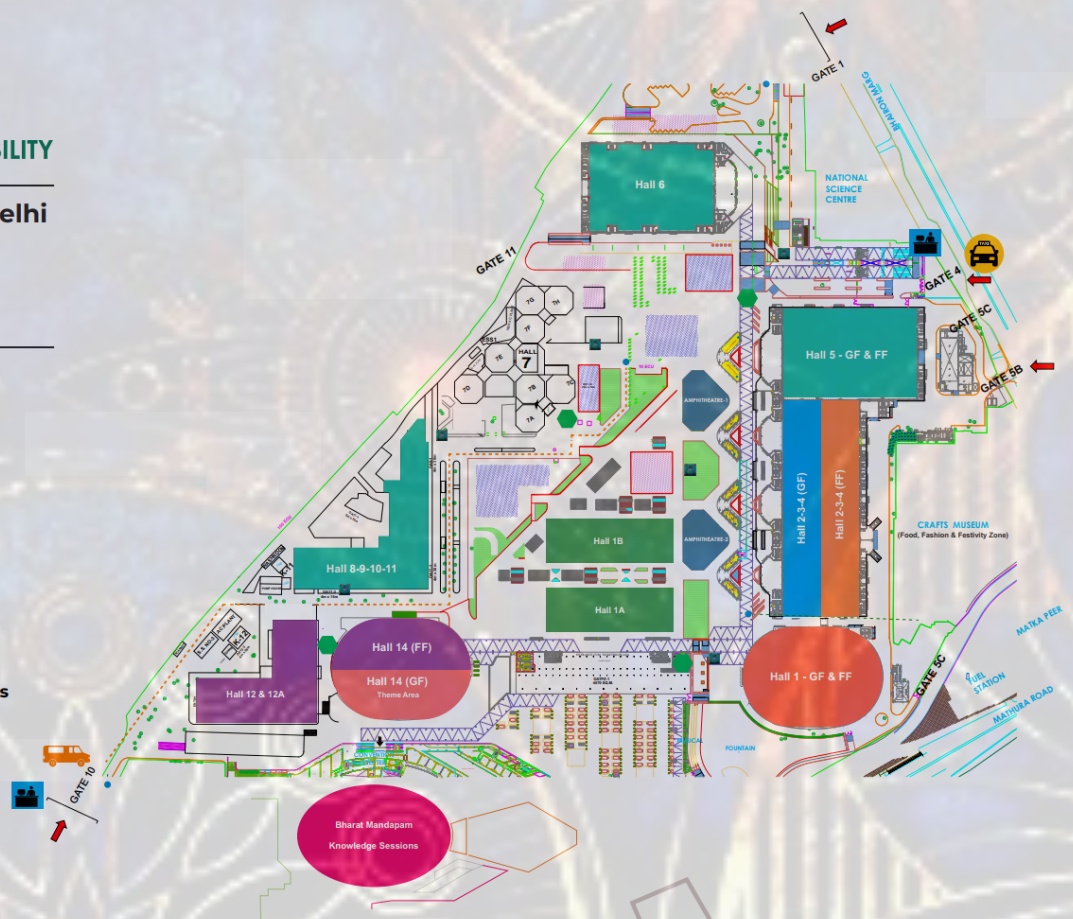 BILITY
elhi
s
GATE 1
BHAIRON MARG
NATIONAL
SCIENCE
CENTRE
Hall 6
TAXI
GATE 11
GATE 4
GATE 5C
GATE 5B
7G
7H
7F
7E
HALL
7
7D
7B
7C
7A
Hall 5 - GF & FF
AMPHITHEATRE-1
Hall 2-3-4 (GF)
Hall 2-3-4 (FF)
CRAFTS MUSEUM
(Food, Fashion & Festivity Zone)
Hall 1B
AMPHITHEATRE-2
Hall 8-9-10-11
Hall 1A
MATKA PEER
K-12
Hall 14 (FF)
Hall 14 (GF)
Theme Area
Hall 12 & 12A
Hall 1 - GF & FF
GATE 5C
FUEL
STATION
MATHURA ROAD
FOUNTAIN
GATE 10
Bharat Mandapam
Knowledge Sessions